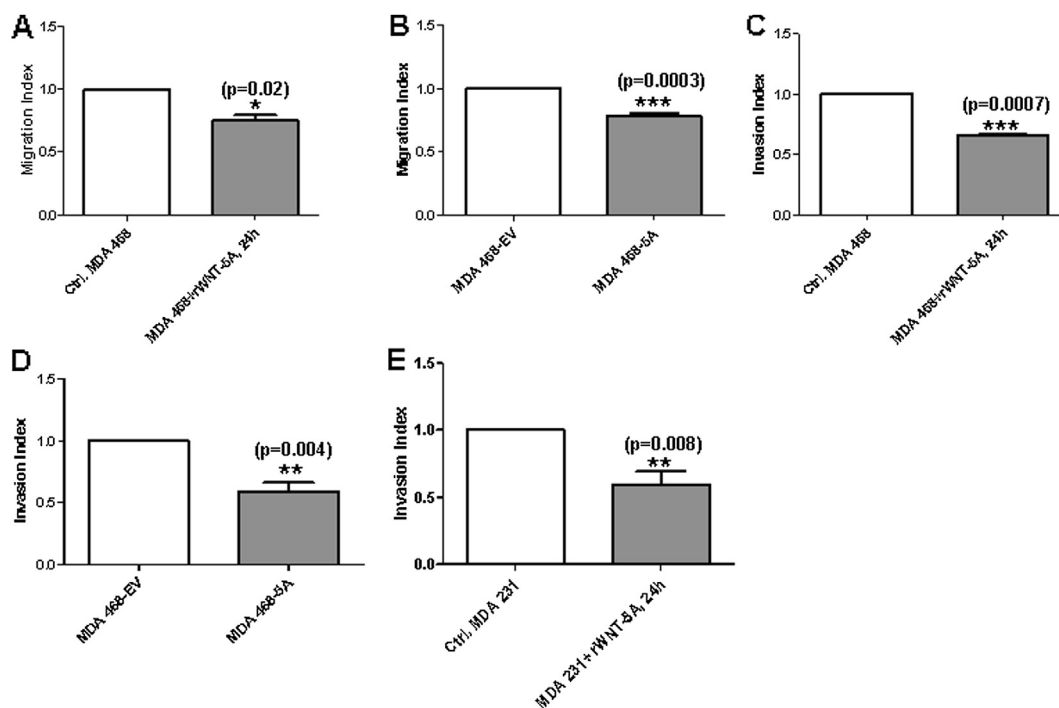 A
Migration Index
1.5
1.0
0.5
0.0
(p=0.02)
*
Ctrl. MDA 468
MDA 468+rWNT-5A, 24h
B
Migration Index
1.5
1.0
0.5
0.0
(p=0.0003)
***
MDA 468-EV
MDA 468-5A
C
Invasion Index
1.5
1.0
0.5
0.0
(p=0.0007)
***
Ctrl. MDA 468
MDA 468+rWNT-5A, 24h
D
Invasion Index
1.5
1.0
0.5
0.0
(p=0.004)
**
MDA 468-EV
MDA 468-5A
E
Invasion Index
1.5
1.0
0.5
0.0
(p=0.008)
**
Ctrl. MDA 231
MDA 231+ rWNT-5A, 24h